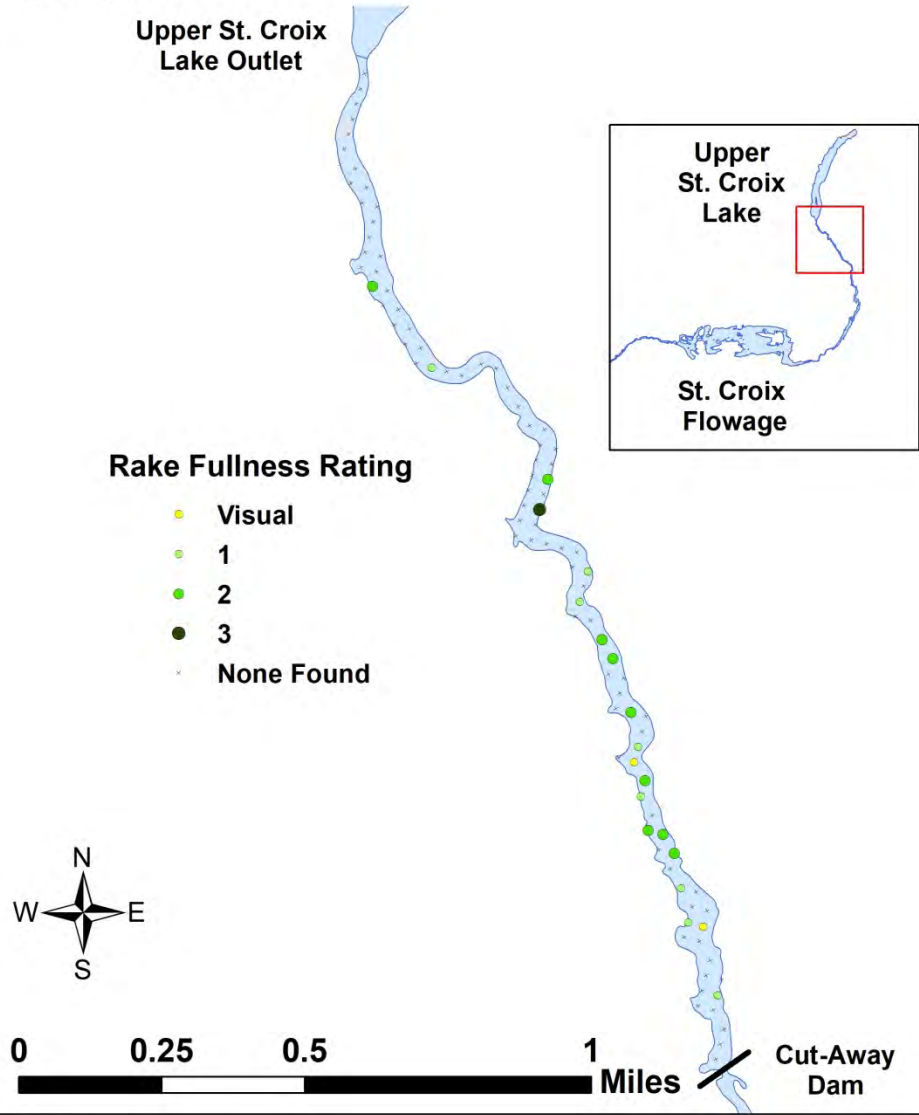 Upper St. Croix
Lake Outlet
Upper
St. Croix
Lake
St. Croix
Flowage
Rake Fullness Rating
Visual
1
2
3
None Found
N
W E
S
0 0.25 0.5 1
Miles
Cut-Away
Dam